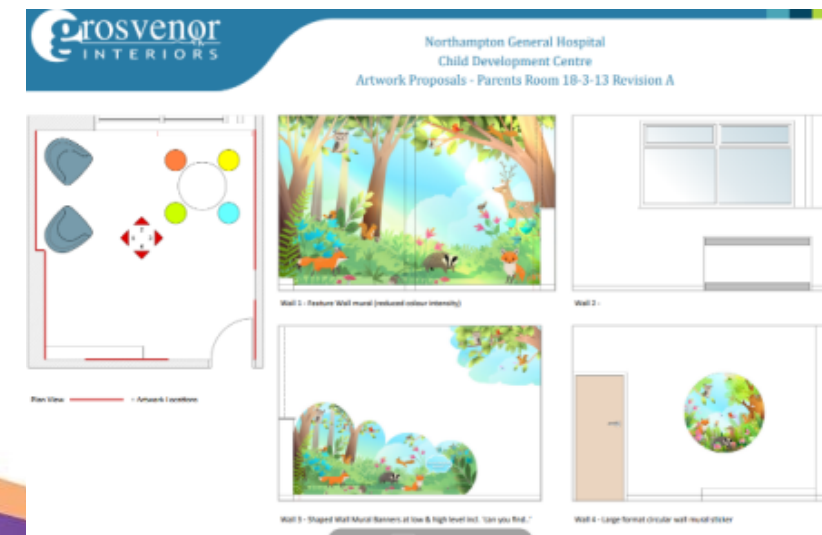 grosvenor
INTERIORS
Northampton General Hospital
Child Development Centre
Artwork Proposals - Parents Room 18-3-13 Revision A
Wall 1 - Feature Wall mural (reduced colour intensity)
Wall 2 -
Plan View = Artwork Locations
Wall 3 - Shaped Wall Mural Banners at low & high level incl. 'can you find..'
Wall 4 - Large format circular wall mural sticker